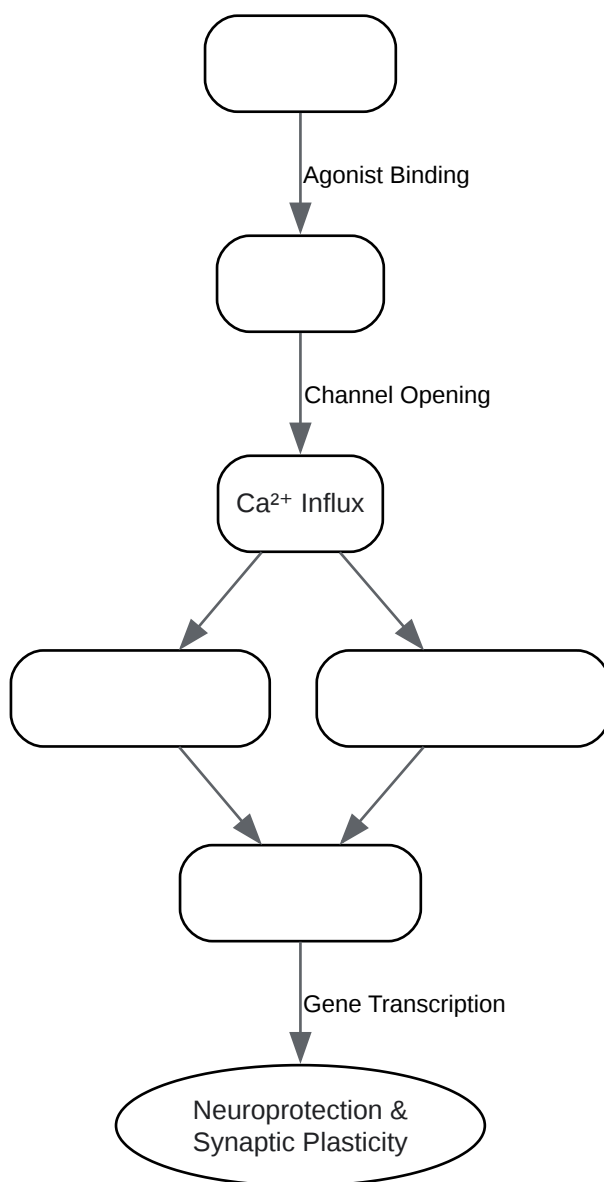 Agonist Binding
Channel Opening
Ca²⁺ Influx
Gene Transcription
Neuroprotection &
Synaptic Plasticity